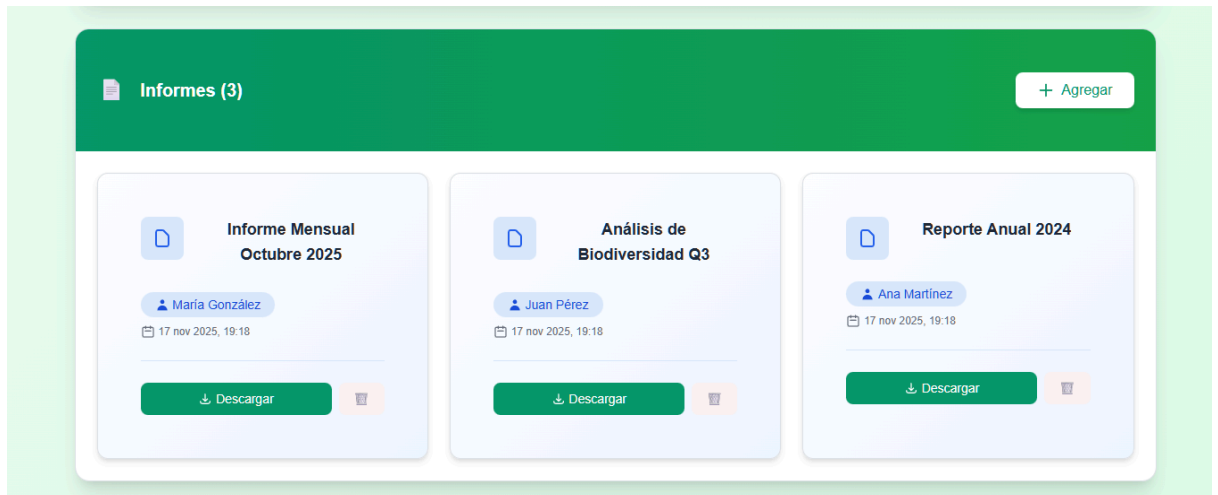 Informes (3)
+ Agregar
Informe Mensual
Octubre 2025
María González
17 nov 2025, 19:18
Descargar
Análisis de
Biodiversidad Q3
Juan Pérez
17 nov 2025, 19:18
Descargar
Reporte Anual 2024
Ana Martínez
17 nov 2025, 19:18
Descargar